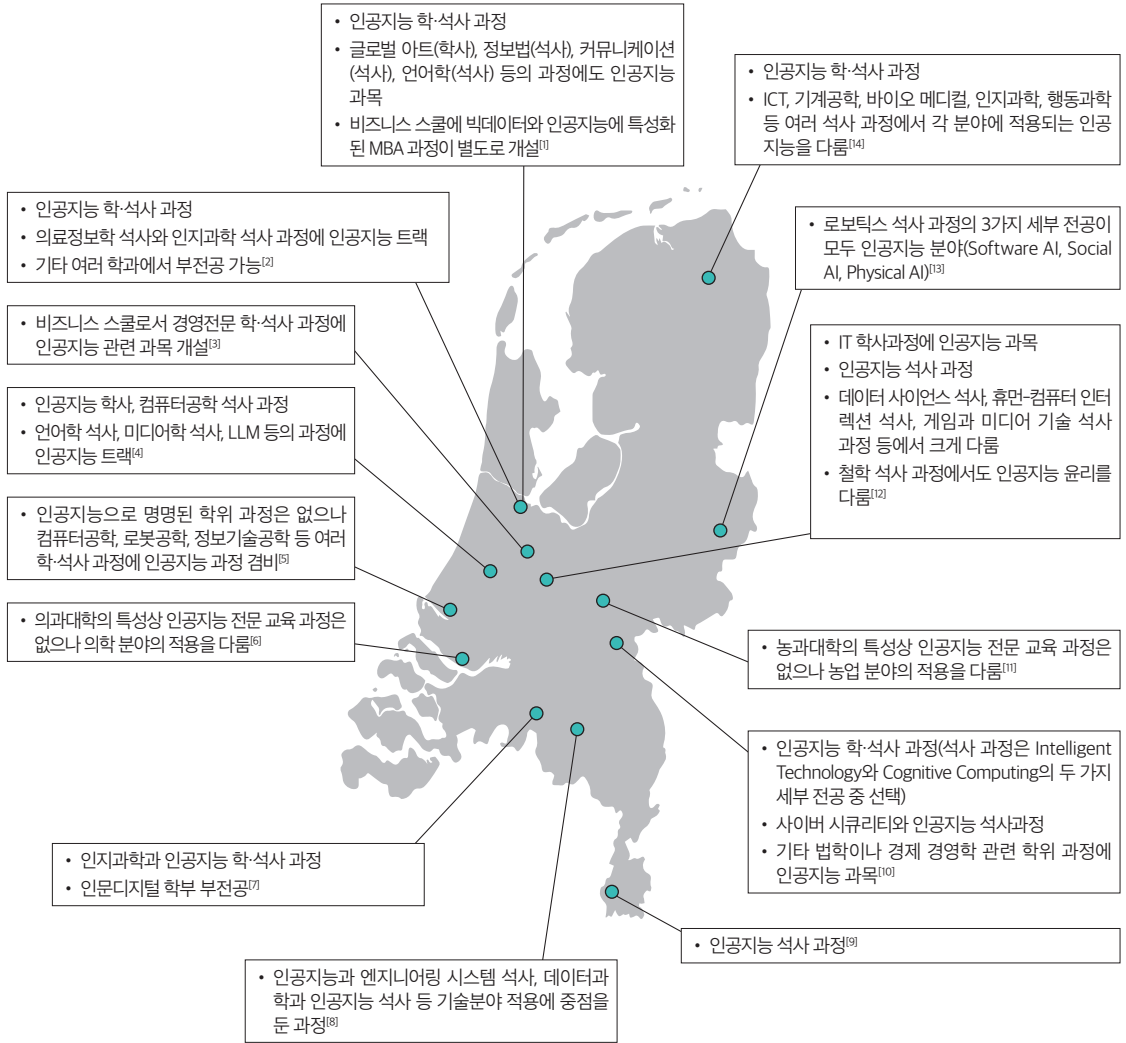 • 인공지능 학·석사 과정
• 글로벌 아트(학사), 정보법(석사), 커뮤니케이션
(석사), 언어학(석사) 등의 과정에도 인공지능
과목
• 비즈니스 스쿨에 빅데이터와 인공지능에 특성화
된 MBA 과정이 별도로 개설[1]
• 인공지능 학·석사 과정
• ICT, 기계공학, 바이오 메디컬, 인지과학, 행동과학
등 여러 석사 과정에서 각 분야에 적용되는 인공
지능을 다룸[14]
• 인공지능 학·석사 과정
• 의료정보학 석사와 인지과학 석사 과정에 인공지능 트랙
• 기타 여러 학과에서 부전공 가능[2]
• 로보틱스 석사 과정의 3가지 세부 전공이
모두 인공지능 분야(Software AI, Social
AI, Physical AI)[13]
• 비즈니스 스쿨로서 경영전문 학·석사 과정에
인공지능 관련 과목 개설[3]
• IT 학사과정에 인공지능 과목
• 인공지능 석사 과정
• 데이터 사이언스 석사, 휴먼-컴퓨터 인터
렉션 석사, 게임과 미디어 기술 석사
과정 등에서 크게 다룸
• 철학 석사 과정에서도 인공지능 윤리를
다룸[12]
• 인공지능 학사, 컴퓨터공학 석사 과정
• 언어학 석사, 미디어학 석사, LLM 등의 과정에
인공지능 트랙[4]
• 인공지능으로 명명된 학위 과정은 없으나
컴퓨터공학, 로봇공학, 정보기술공학 등 여러
학·석사 과정에 인공지능 과정 겸비[5]
• 의과대학의 특성상 인공지능 전문 교육 과정은
없으나 의학 분야의 적용을 다룸[6]
• 농과대학의 특성상 인공지능 전문 교육 과정은
없으나 농업 분야의 적용을 다룸[11]
• 인공지능 학·석사 과정(석사 과정은 Intelligent
Technology와 Cognitive Computing의 두 가지
세부 전공 중 선택)
• 사이버 시큐리티와 인공지능 석사과정
• 기타 법학이나 경제 경영학 관련 학위 과정에
인공지능 과목[10]
• 인지과학과 인공지능 학·석사 과정
• 인문디지털 학부 부전공[7]
• 인공지능 석사 과정[9]
• 인공지능과 엔지니어링 시스템 석사, 데이터과
학과 인공지능 석사 등 기술분야 적용에 중점을
둔 과정[8]